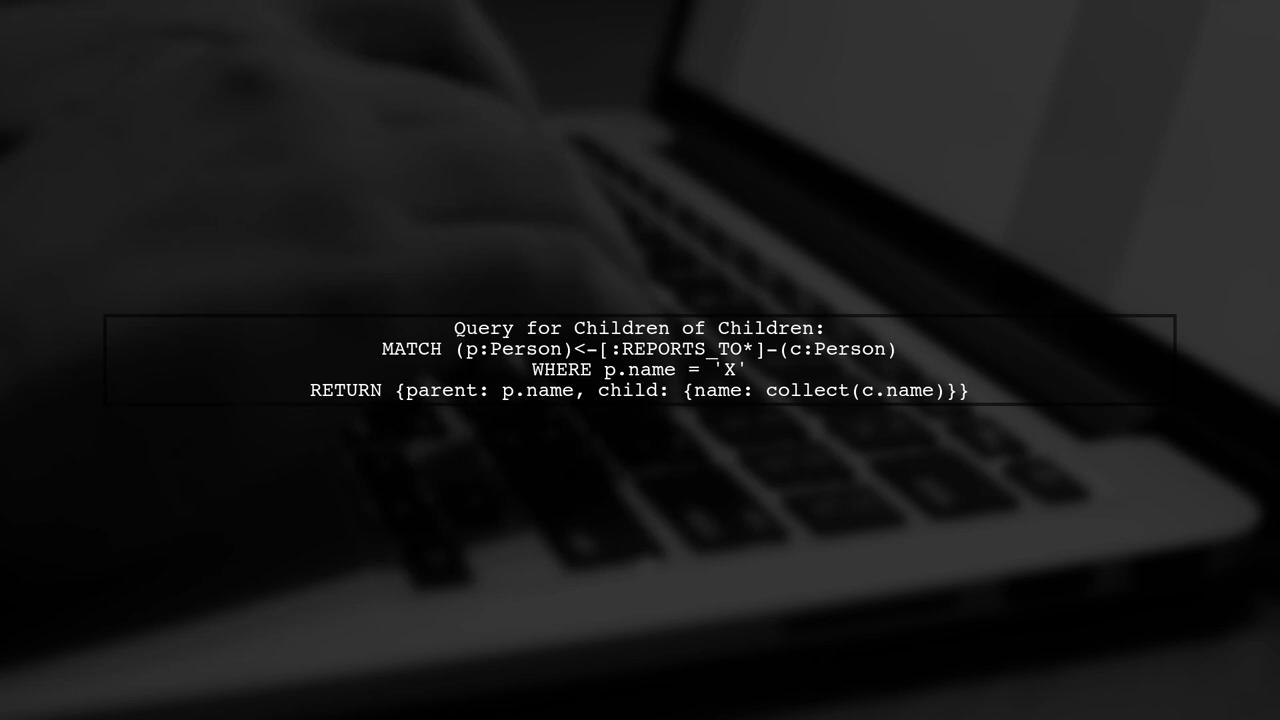 Query for Children of Children:
MATCH (p:Person)<-[:REPORTS_TO*]-(c:Person)
WHERE p.name = 'X'
RETURN {parent: p.name, child: {name: collect(c.name)}}